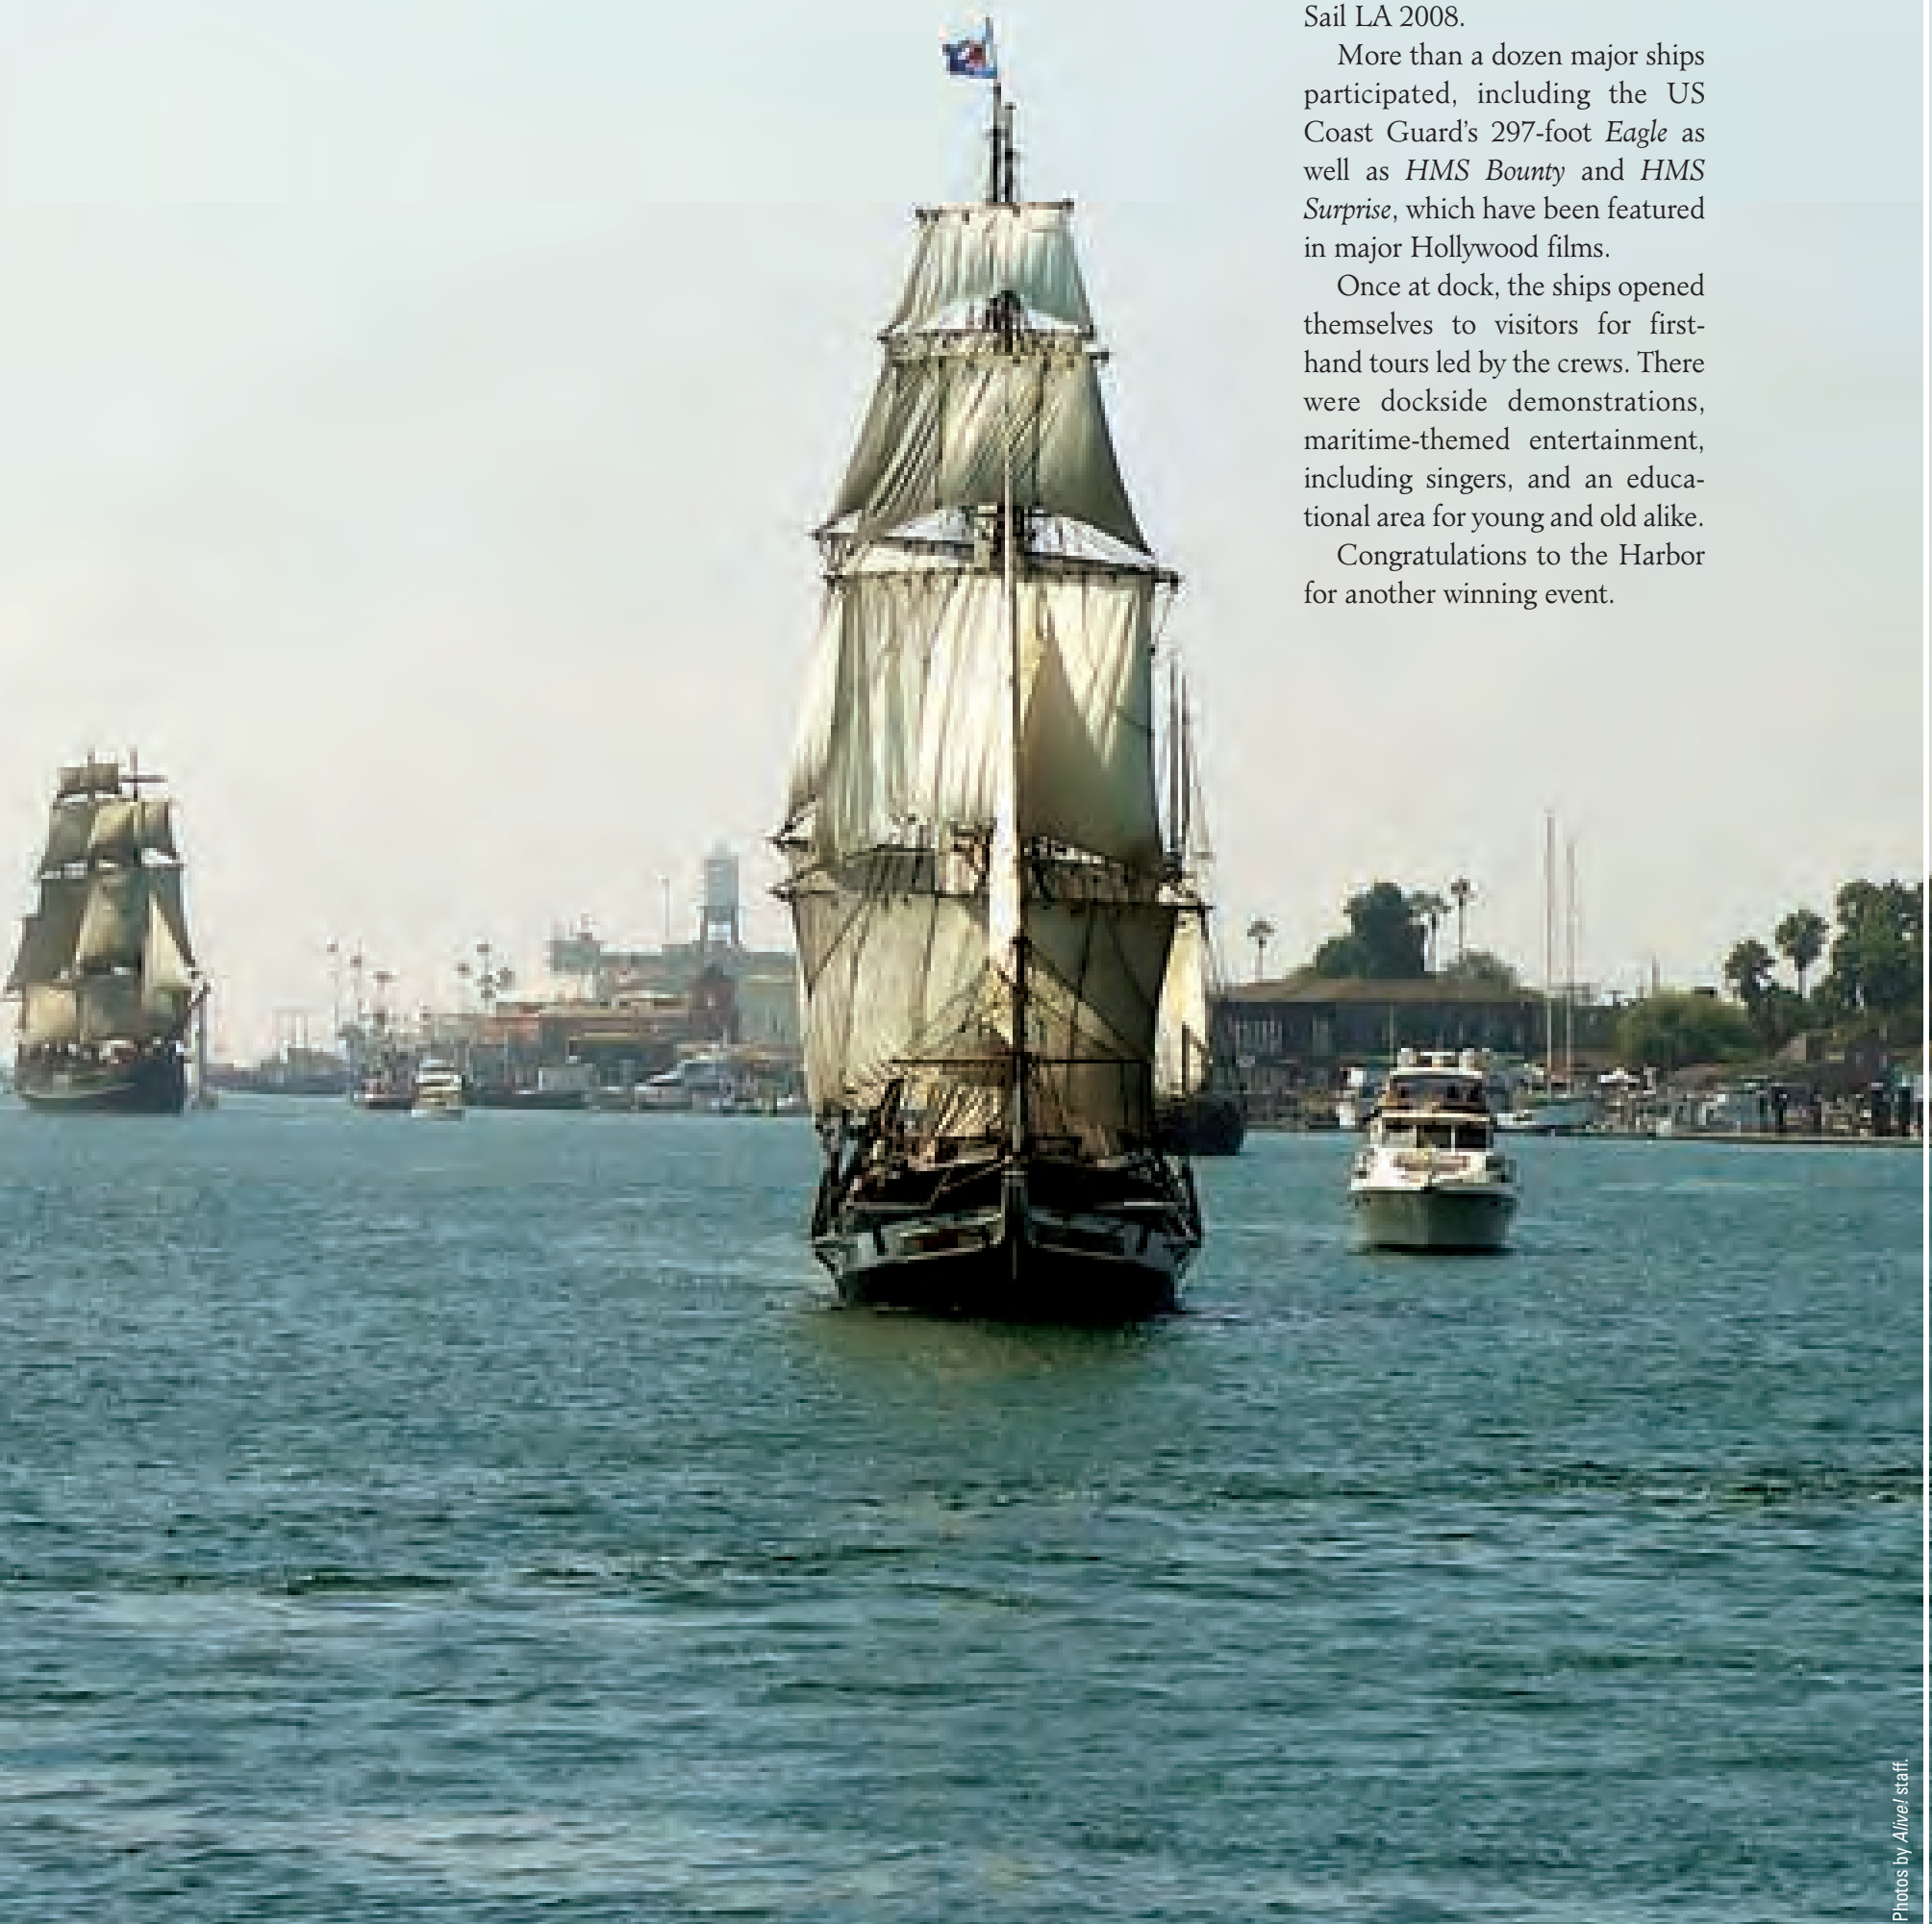 Sail LA 2008.
More than a dozen major ships
participated, including the US
Coast Guard’s 297-foot Eagle as
well as HMS Bounty and HMS
Surprise, which have been featured
in major Hollywood films.
Once at dock, the ships opened
themselves to visitors for first-
hand tours led by the crews. There
were dockside demonstrations,
maritime-themed entertainment,
including singers, and an educa-
tional area for young and old alike.
Congratulations to the Harbor
for another winning event.
Photos by Alive! staff.